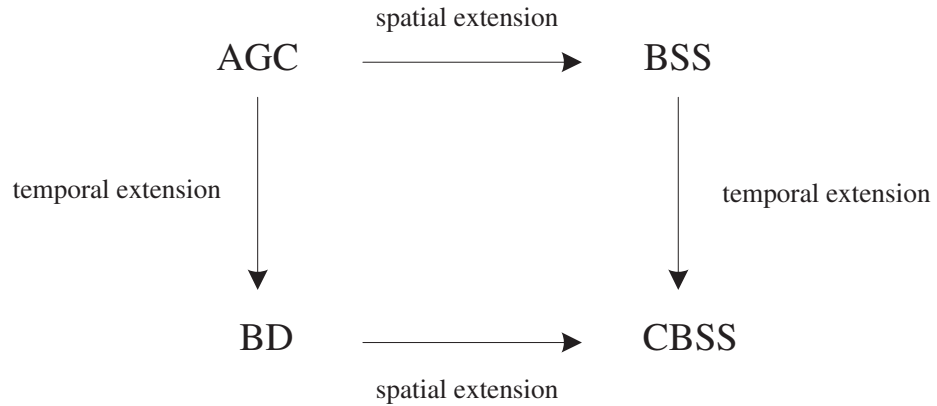 spatial extension
AGC BSS
temporal extension temporal extension
BD CBSS
spatial extension